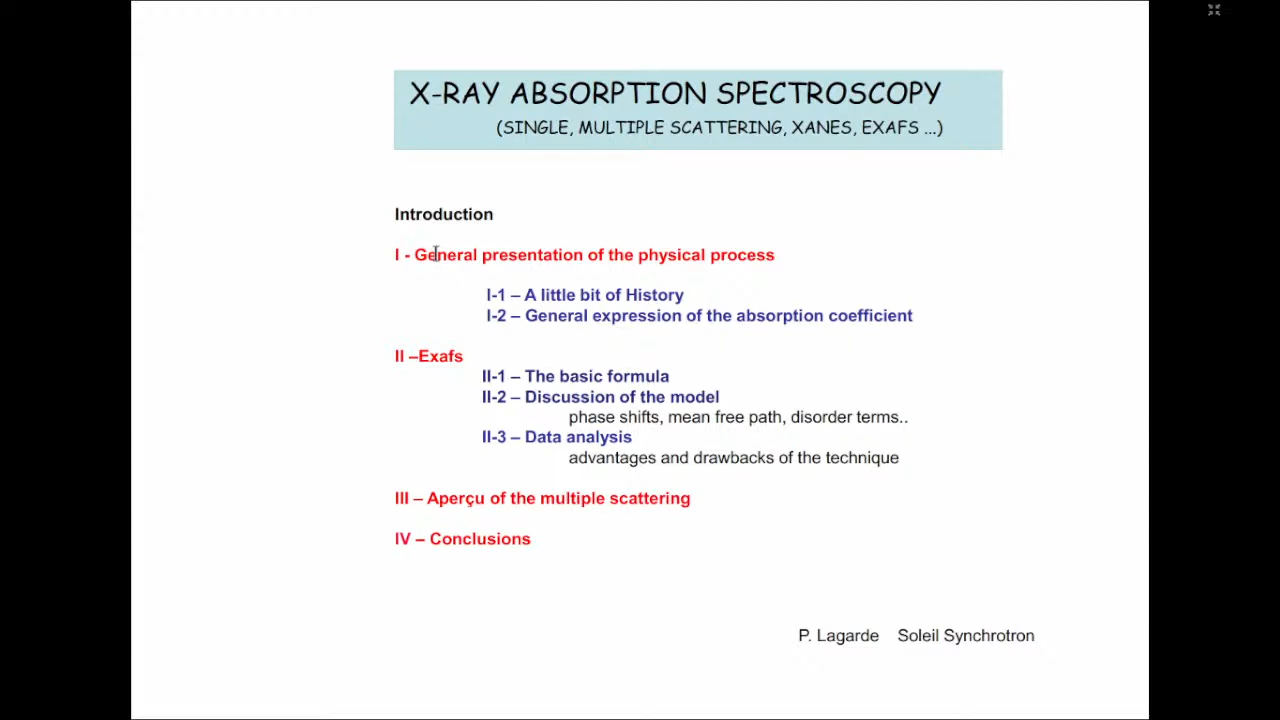 X-RAY ABSORPTION SPECTROSCOPY
(SINGLE, MULTIPLE SCATTERING, XANES, EXAFS ...)
Introduction
I - General presentation of the physical process
I-1 – A little bit of History
I-2 – General expression of the absorption coefficient
II –Exafs
II-1 – The basic formula
II-2 – Discussion of the model
phase shifts, mean free path, disorder terms..
II-3 – Data analysis
advantages and drawbacks of the technique
III – Aperçu of the multiple scattering
IV – Conclusions
P. Lagarde Soleil Synchrotron